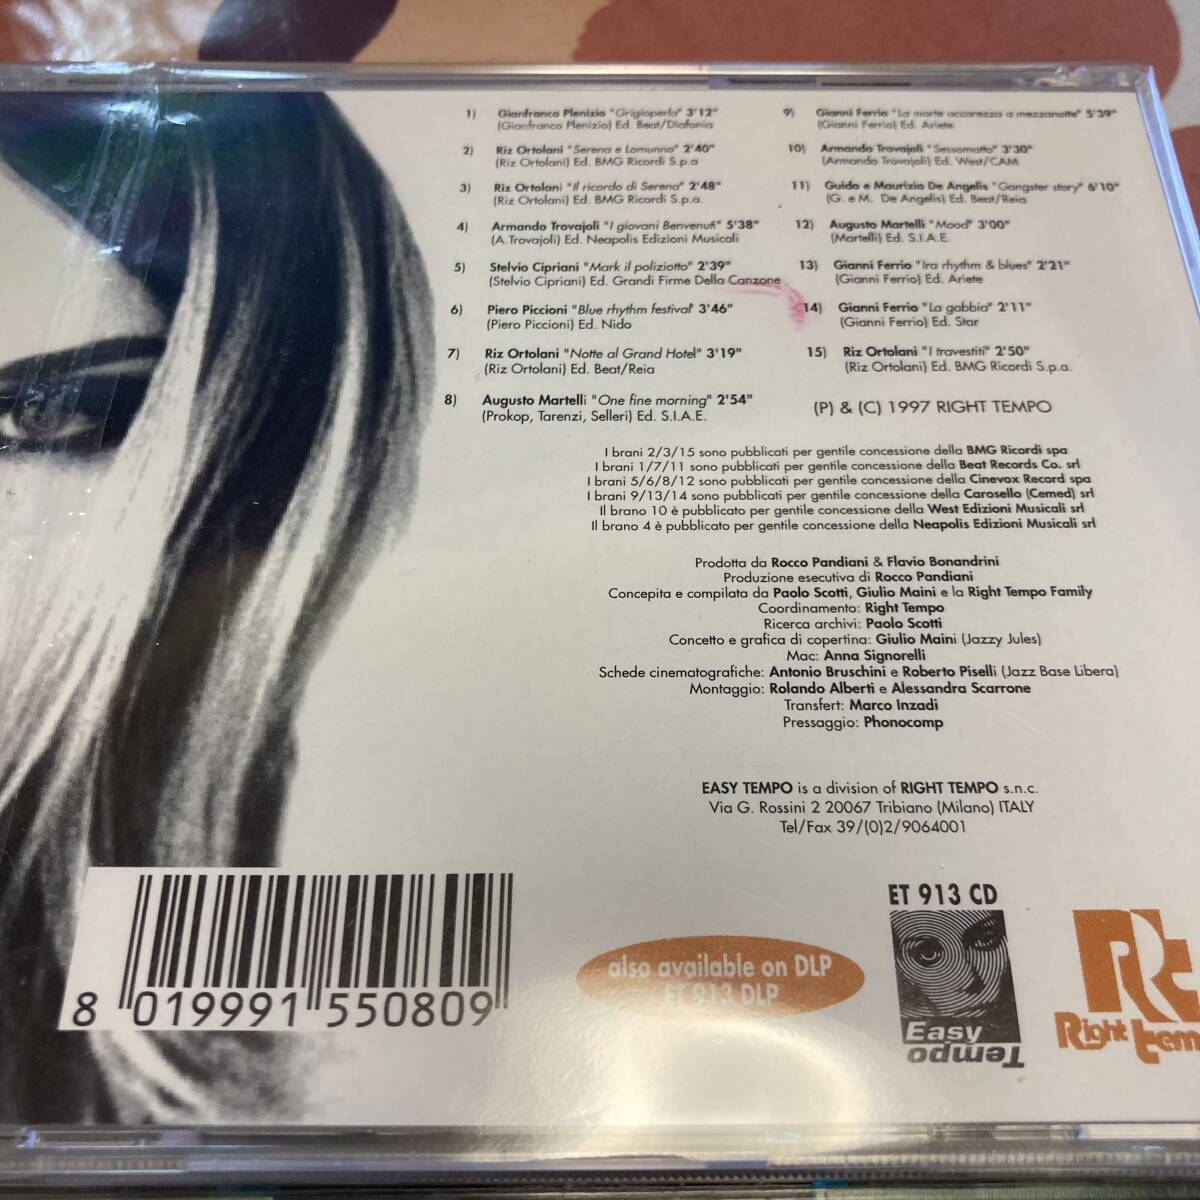 1) Gianfranco Plenizio "Grigioperla" 3'12"
(Gianfranco Plenizio) Ed. Beat/Diafonia
2) Riz Ortolani "Serena e Lomunno" 2'40"
(Riz Ortolani) Ed. BMG Ricordi S.p.a
3) Riz Ortolani "Il ricordo di Serena" 2'48"
(Riz Ortolani) Ed. BMG Ricordi S.p.a.
4) Armando Trovajoli "I giovani Benvenuti" 5'38"
(A.Trovajoli) Ed. Neapolis Edizioni Musicali
5) Stelvio Cipriani "Mark il poliziotto" 2'39"
(Stelvio Cipriani) Ed. Grandi Firme Della Canzone
6) Piero Piccioni "Blue rhythm festival" 3'46"
(Piero Piccioni) Ed. Nido
7) Riz Ortolani "Notte al Grand Hotel" 3'19"
(Riz Ortolani) Ed. Beat/Reia
8) Augusto Martelli "One fine morning" 2'54"
(Prokop, Tarenzi, Selleri) Ed. S.I.A.E.
9) Gianni Ferrio "La morte accarezza a mezzanotte" 5'39"
(Gianni Ferrio) Ed. Ariete
10) Armando Trovajoli "Sessomatto" 3'30"
(Armando Trovajoli) Ed. West/CAM
11) Guido e Maurizio De Angelis "Gangster story" 6'10"
(G. e M. De Angelis) Ed. Beat/Reia
12) Augusto Martelli "Mood" 3'00"
(Martelli) Ed. S.I.A.E.
13) Gianni Ferrio "Ira rhythm & blues" 2'21"
(Gianni Ferrio) Ed. Ariete
14) Gianni Ferrio "La gabbia" 2'11"
(Gianni Ferrio) Ed. Star
15) Riz Ortolani "I travestiti" 2'50"
(Riz Ortolani) Ed. BMG Ricordi S.p.a.
(P) & (C) 1997 RIGHT TEMPO
I brani 2/3/15 sono pubblicati per gentile concessione della BMG Ricordi spa
I brani 1/7/11 sono pubblicati per gentile concessione della Beat Records Co. srl
I brani 5/6/8/12 sono pubblicati per gentile concessione della Cinevox Record spa
I brani 9/13/14 sono pubblicati per gentile concessione della Carosello (Cemed) srl
Il brano 10 è pubblicato per gentile concessione della West Edizioni Musicali srl
Il brano 4 è pubblicato per gentile concessione della Neapolis Edizioni Musicali srl
Prodotta da Rocco Pandiani & Flavio Bonandrini
Produzione esecutiva di Rocco Pandiani
Concepita e compilata da Paolo Scotti, Giulio Maini e la Right Tempo Family
Coordinamento: Right Tempo
Ricerca archivi: Paolo Scotti
Concetto e grafica di copertina: Giulio Maini (Jazzy Jules)
Mac: Anna Signorelli
Schede cinematografiche: Antonio Bruschini e Roberto Piselli (Jazz Base Libera)
Montaggio: Rolando Alberti e Alessandra Scarrone
Transfert: Marco Inzadi
Pressaggio: Phonocomp
EASY TEMPO is a division of RIGHT TEMPO s.n.c.
Via G. Rossini 2 20067 Tribiano (Milano) ITALY
Tel/Fax 39/(0)2/9064001
8 019991 550809
also available on DLP
ET 913 DLP
ET 913 CD
Easy
Tempo
Rt
Right tem